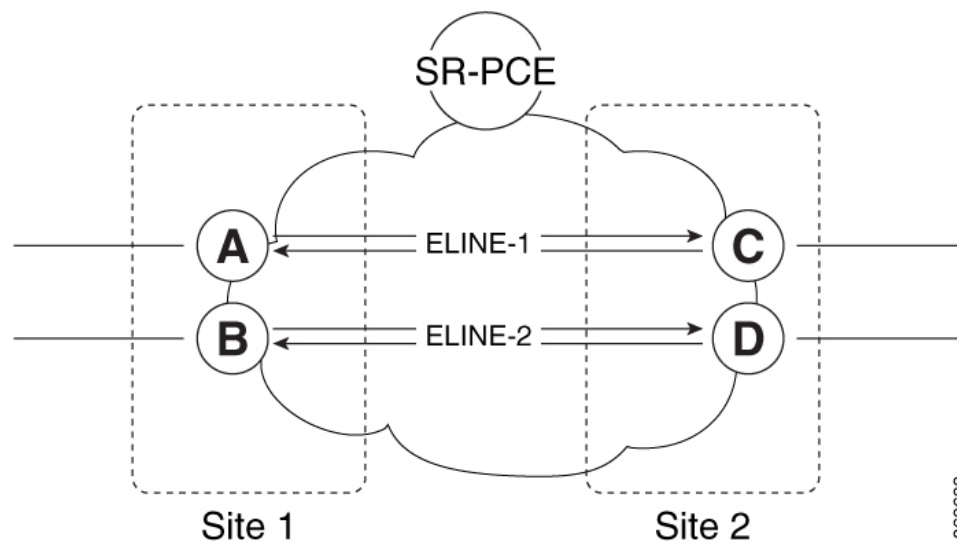 SR-PCE
A
ELINE-1
C
B
ELINE-2
D
Site 1
Site 2